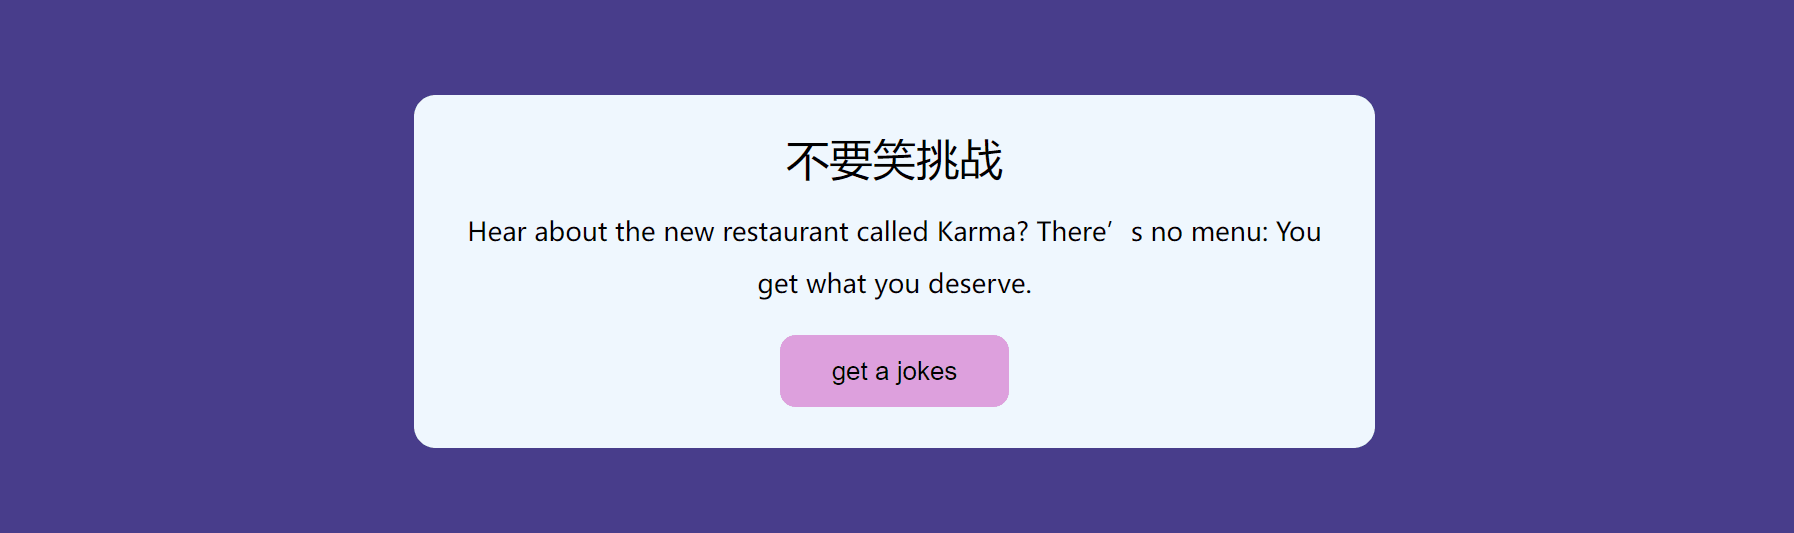 不要笑挑战
Hear about the new restaurant called Karma? There’s no menu: You
get what you deserve.
get a jokes